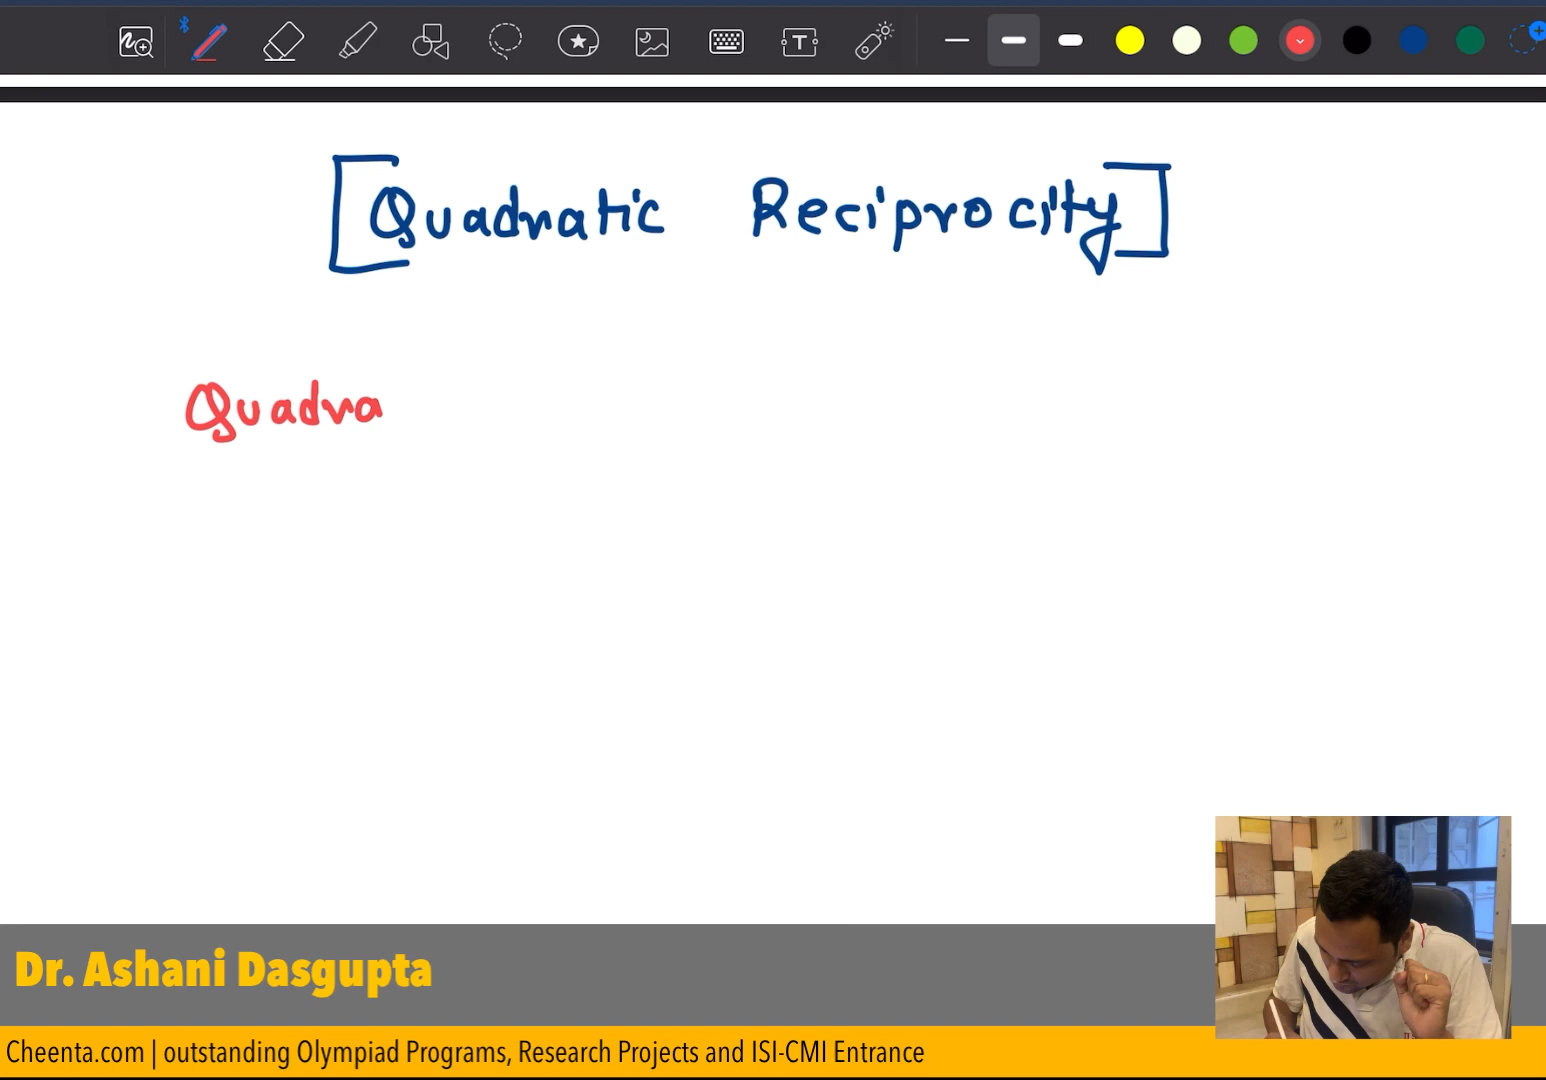 [Quadratic Reciprocity]
Quadra
Dr. Ashani Dasgupta
Cheenta.com | outstanding Olympiad Programs, Research Projects and ISI-CMI Entrance